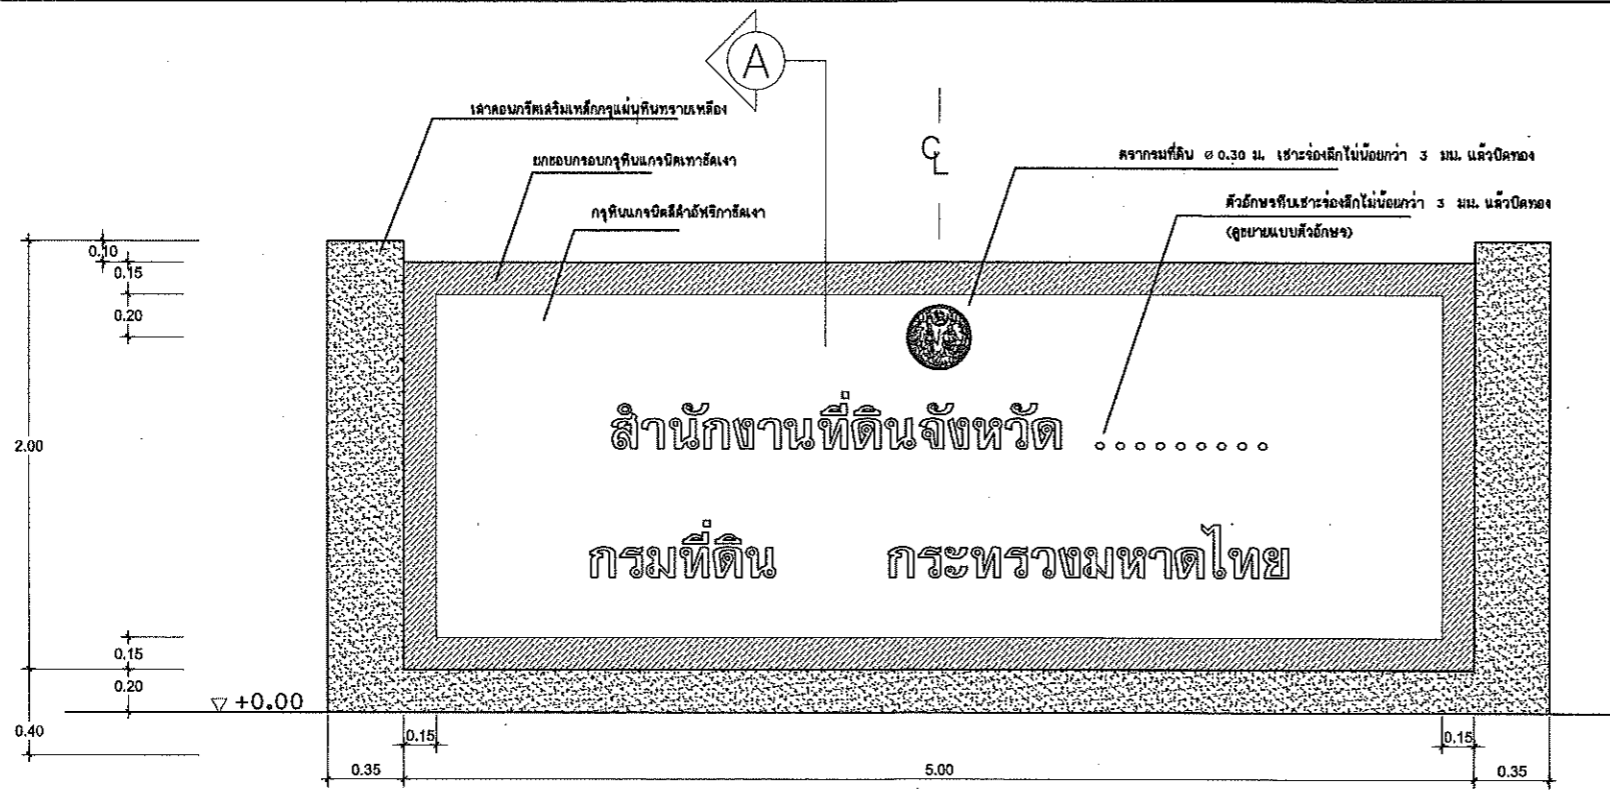 A
เสาคอนกรีตเสริมเหล็กกรุแผ่นหินทรายเหลือง
ยกขอบกรอบกรุหินแกรนิตเทาขัดเงา
กรุหินแกรนิตสีดำอัฟริกาขัดเงา
CL
ตรากรมที่ดิน ø 0.30 ม. เซาะร่องลึกไม่น้อยกว่า 3 มม. แล้วปิดทอง
ตัวอักษรทึบเซาะร่องลึกไม่น้อยกว่า 3 มม. แล้วปิดทอง
(ดูขยายแบบตัวอักษร)
0.10
0.15
0.20
2.00
สำนักงานที่ดินจังหวัด .........
กรมที่ดิน กระทรวงมหาดไทย
0.15
0.20
+0.00
0.40
0.15
0.15
0.35
5.00
0.35